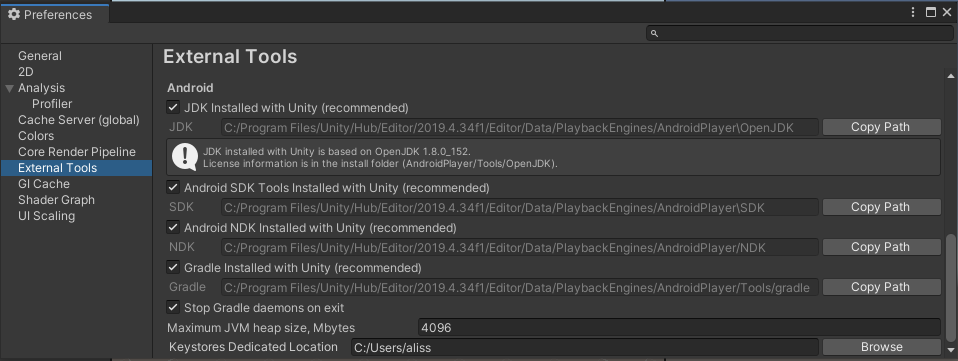 Preferences
General
2D
Analysis
Profiler
Cache Server (global)
Colors
Core Render Pipeline
External Tools
GI Cache
Shader Graph
UI Scaling
External Tools
Android
JDK Installed with Unity (recommended)
JDK C:/Program Files/Unity/Hub/Editor/2019.4.34f1/Editor/Data/PlaybackEngines/AndroidPlayer\OpenJDK Copy Path
JDK installed with Unity is based on OpenJDK 1.8.0_152.
License information is in the install folder (AndroidPlayer/Tools/OpenJDK).
Android SDK Tools Installed with Unity (recommended)
SDK C:/Program Files/Unity/Hub/Editor/2019.4.34f1/Editor/Data/PlaybackEngines/AndroidPlayer\SDK Copy Path
Android NDK Installed with Unity (recommended)
NDK C:/Program Files/Unity/Hub/Editor/2019.4.34f1/Editor/Data/PlaybackEngines/AndroidPlayer/NDK Copy Path
Gradle Installed with Unity (recommended)
Gradle C:/Program Files/Unity/Hub/Editor/2019.4.34f1/Editor/Data/PlaybackEngines/AndroidPlayer/Tools/gradle Copy Path
Stop Gradle daemons on exit
Maximum JVM heap size, Mbytes 4096
Keystores Dedicated Location C:/Users/aliss Browse